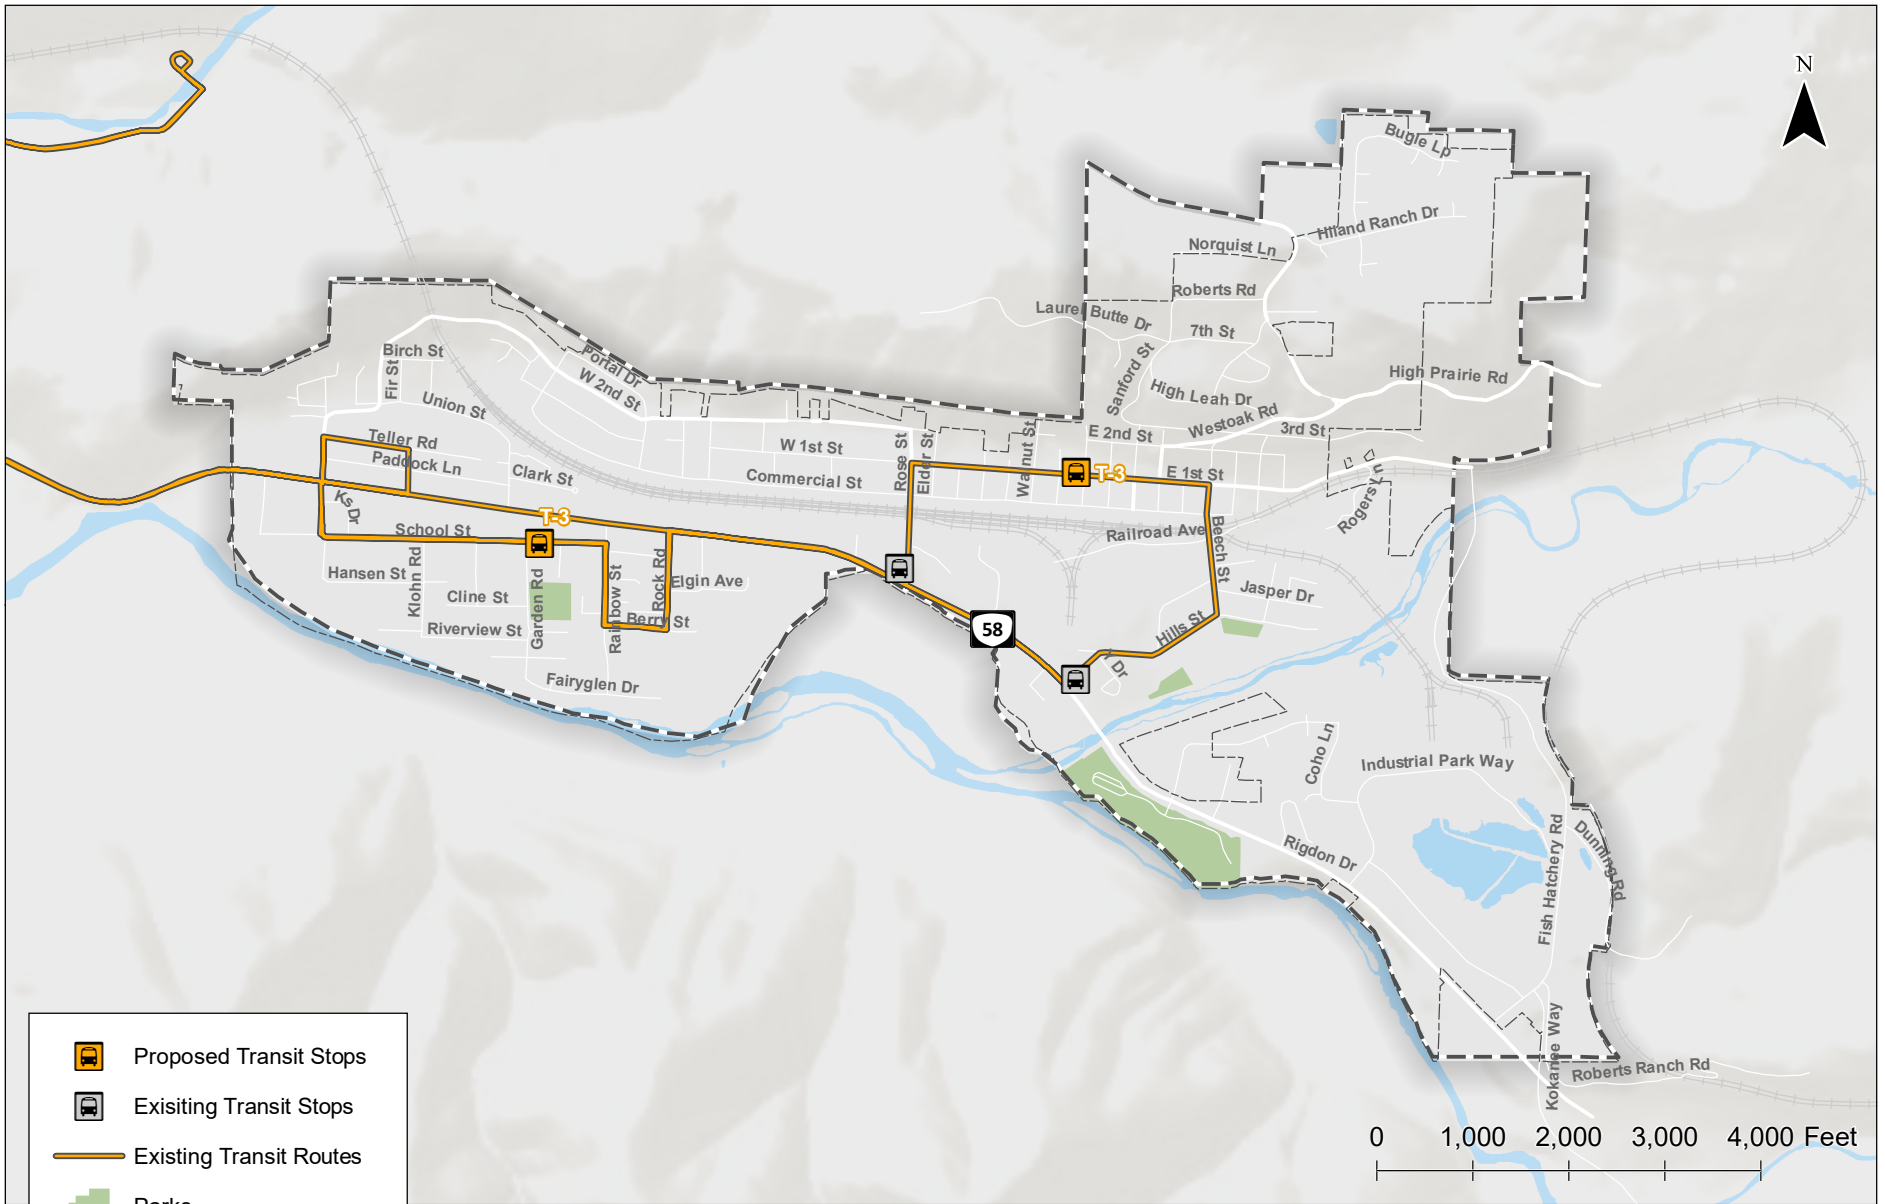 N
Bugle Lp
Hiland Ranch Dr
Norquist Ln
Roberts Rd
Laurel Butte Dr
7th St
Sanford St
High Prairie Rd
High Leah Dr
Westoak Rd
3rd St
E 2nd St
Birch St
Fir St
Portal Dr
W 2nd St
Union St
Teller Rd
Paddock Ln
Clark St
W 1st St
Commercial St
Rose St
Elder St
Walnut St
T-3
E 1st St
Rogers Ln
Ks Dr
T-3
School St
Railroad Ave
Beech St
Hansen St
Klohn Rd
Cline St
Garden Rd
Rainbow St
Rock Rd
Elgin Ave
Jasper Dr
Riverview St
Berry St
58
Hills St
Dr
Fairyglen Dr
Coho Ln
Industrial Park Way
Rigdon Dr
Fish Hatchery Rd
Dunning Rd
Kokanee Way
Roberts Ranch Rd
Proposed Transit Stops
Exisiting Transit Stops
Existing Transit Routes
Parks
0 1,000 2,000 3,000 4,000 Feet